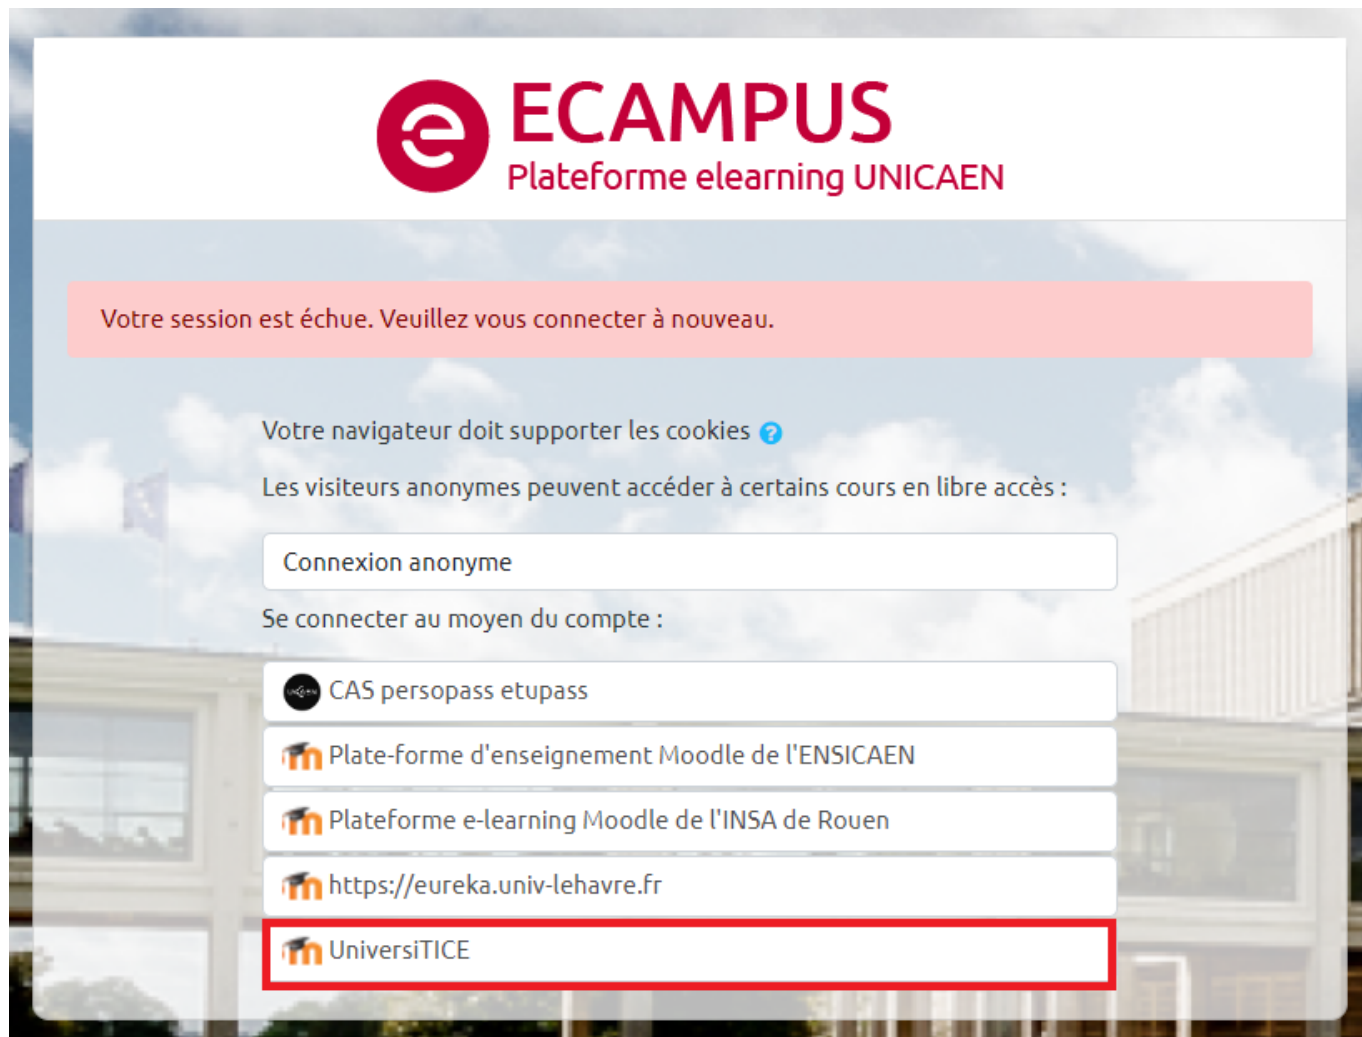 ECAMPUS
Plateforme elearning UNICAEN
Votre session est échue. Veuillez vous connecter à nouveau.
Votre navigateur doit supporter les cookies
Les visiteurs anonymes peuvent accéder à certains cours en libre accès :
Connexion anonyme
Se connecter au moyen du compte :
UNICAEN CAS persopass etupass
Plate-forme d'enseignement Moodle de l'ENSICAEN
Plateforme e-learning Moodle de l'INSA de Rouen
https://eureka.univ-lehavre.fr
UniversiTICE